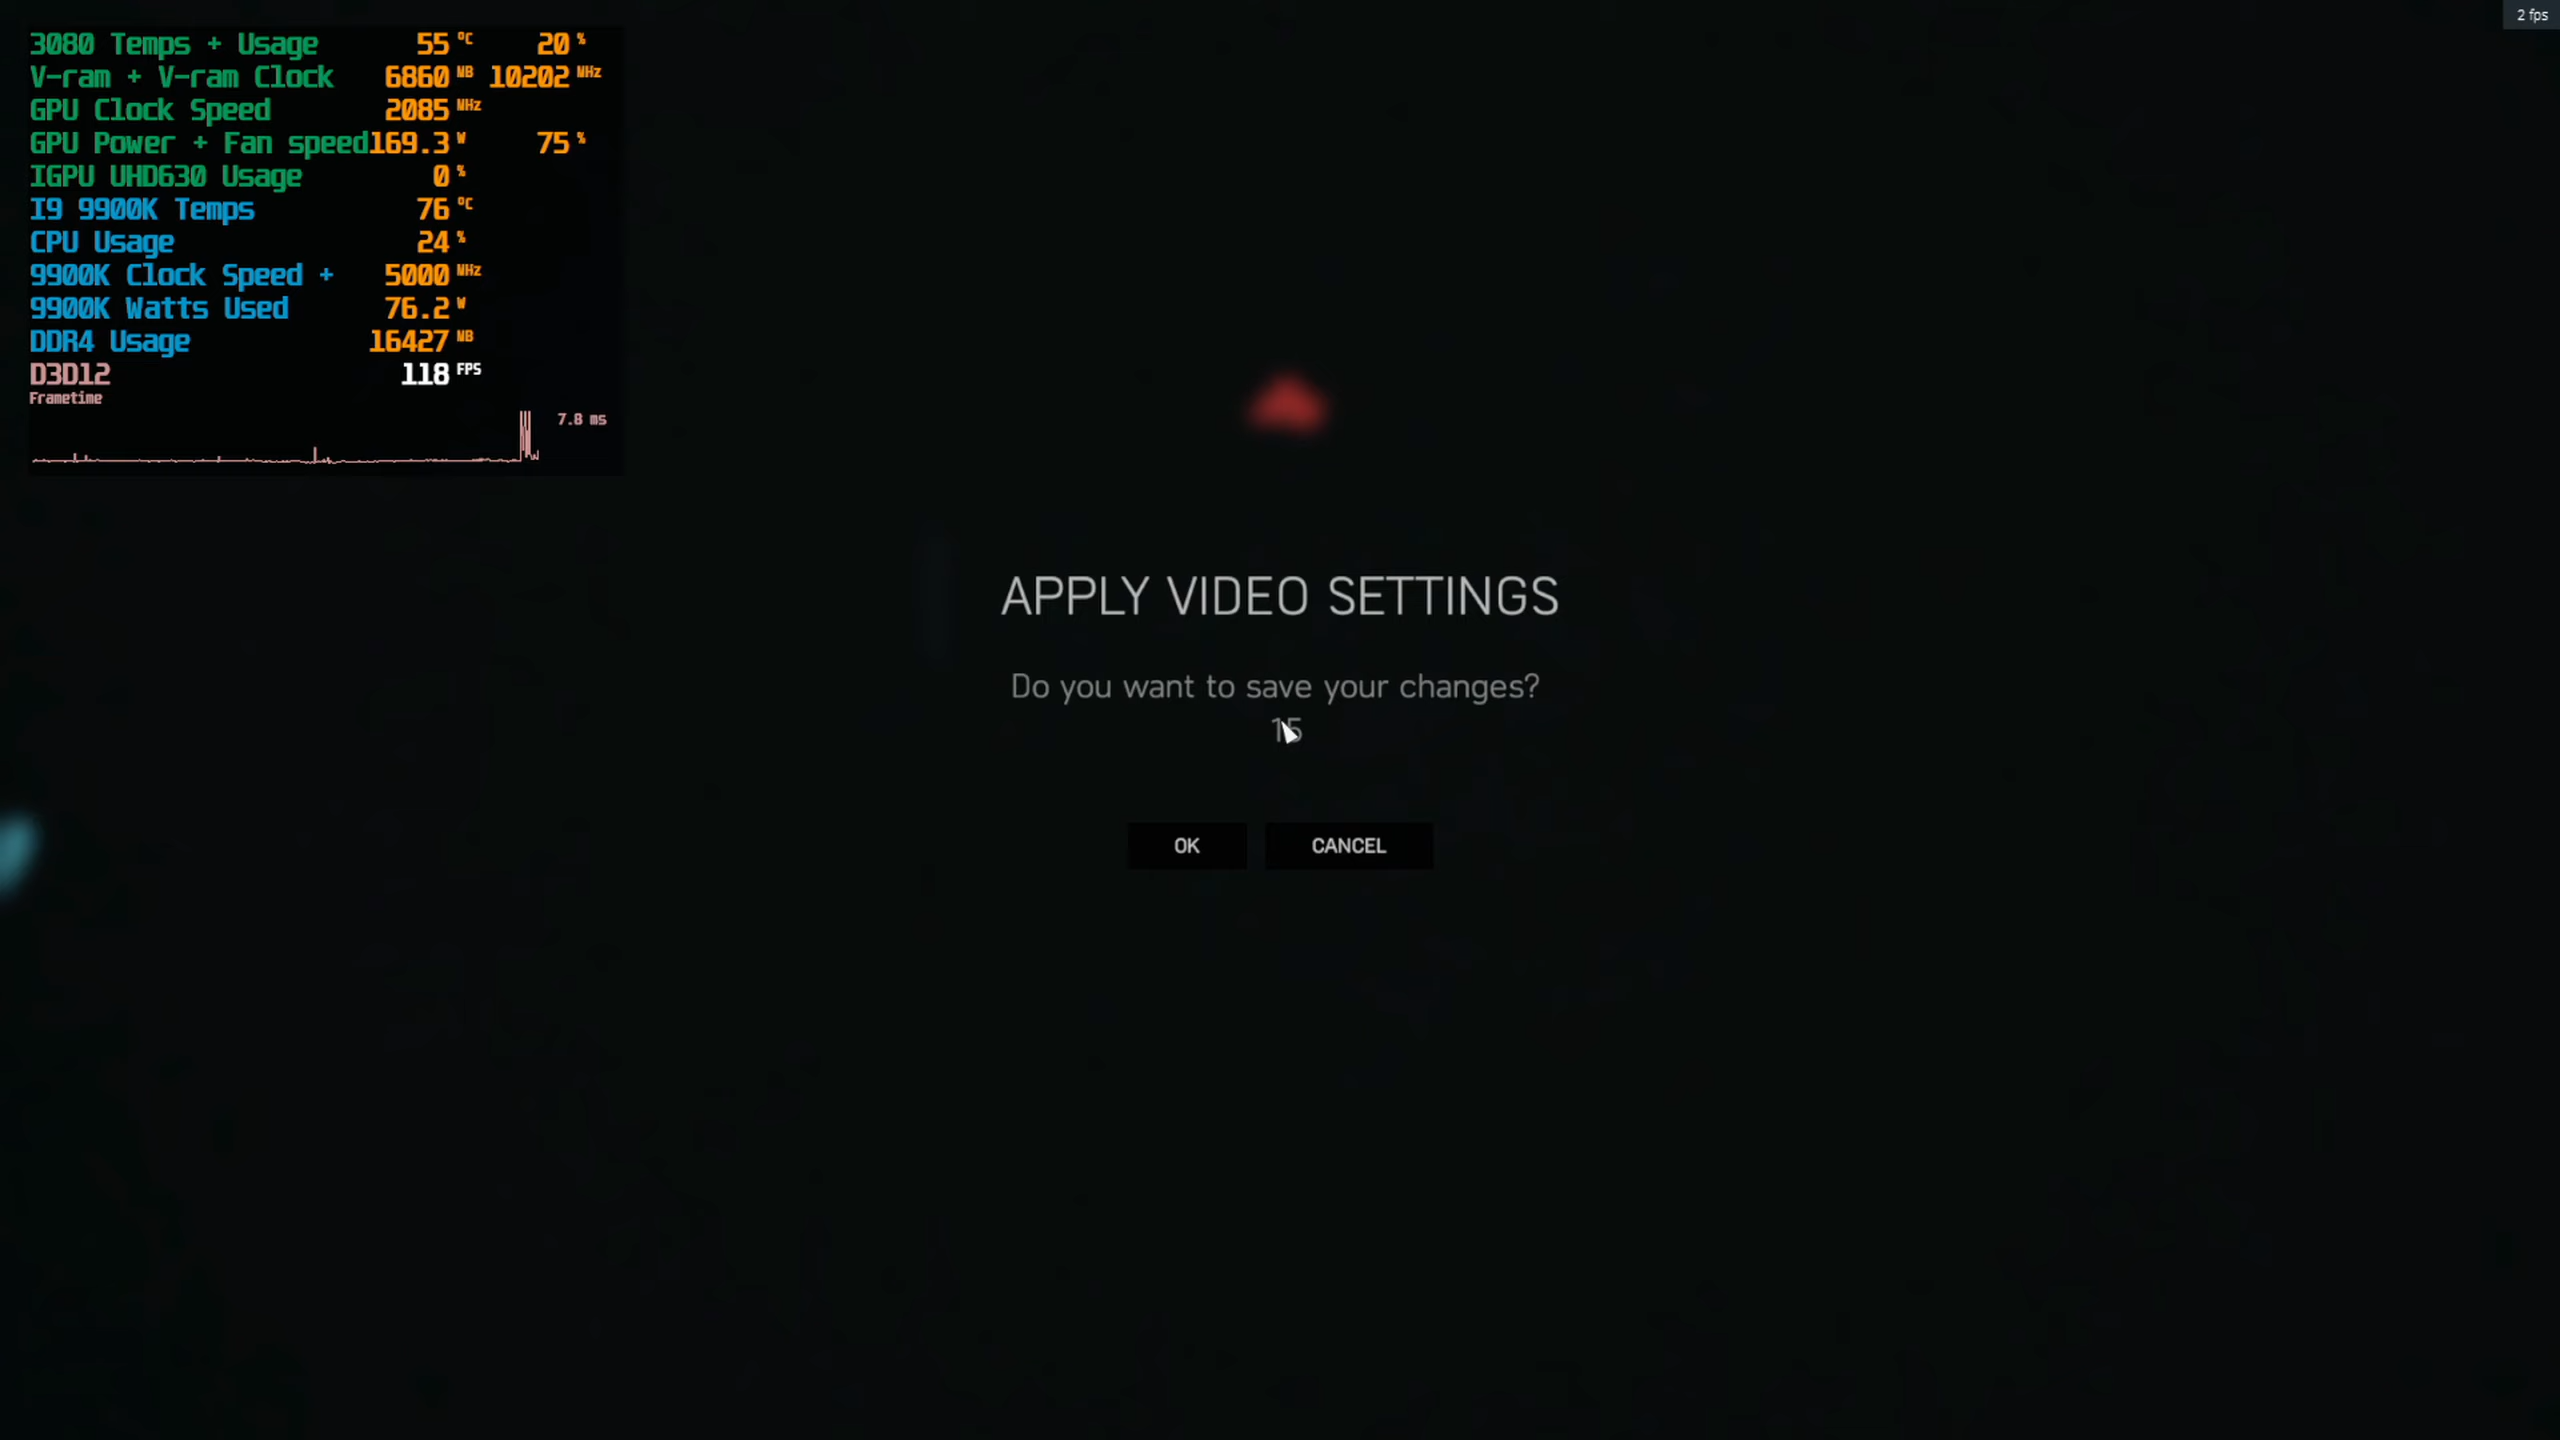 2 fps
3080 Temps + Usage 55 °C 20 %
V-ram + V-ram Clock 6860 MB 10202 MHz
GPU Clock Speed 2085 MHz
GPU Power + Fan speed 169.3 W 75 %
IGPU UHD630 Usage 0 %
I9 9900K Temps 76 °C
CPU Usage 24 %
9900K Clock Speed + 5000 MHz
9900K Watts Used 76.2 W
DDR4 Usage 16427 MB
D3D12 118 FPS
Frametime
7.8 ms
APPLY VIDEO SETTINGS
Do you want to save your changes?
15
OK CANCEL